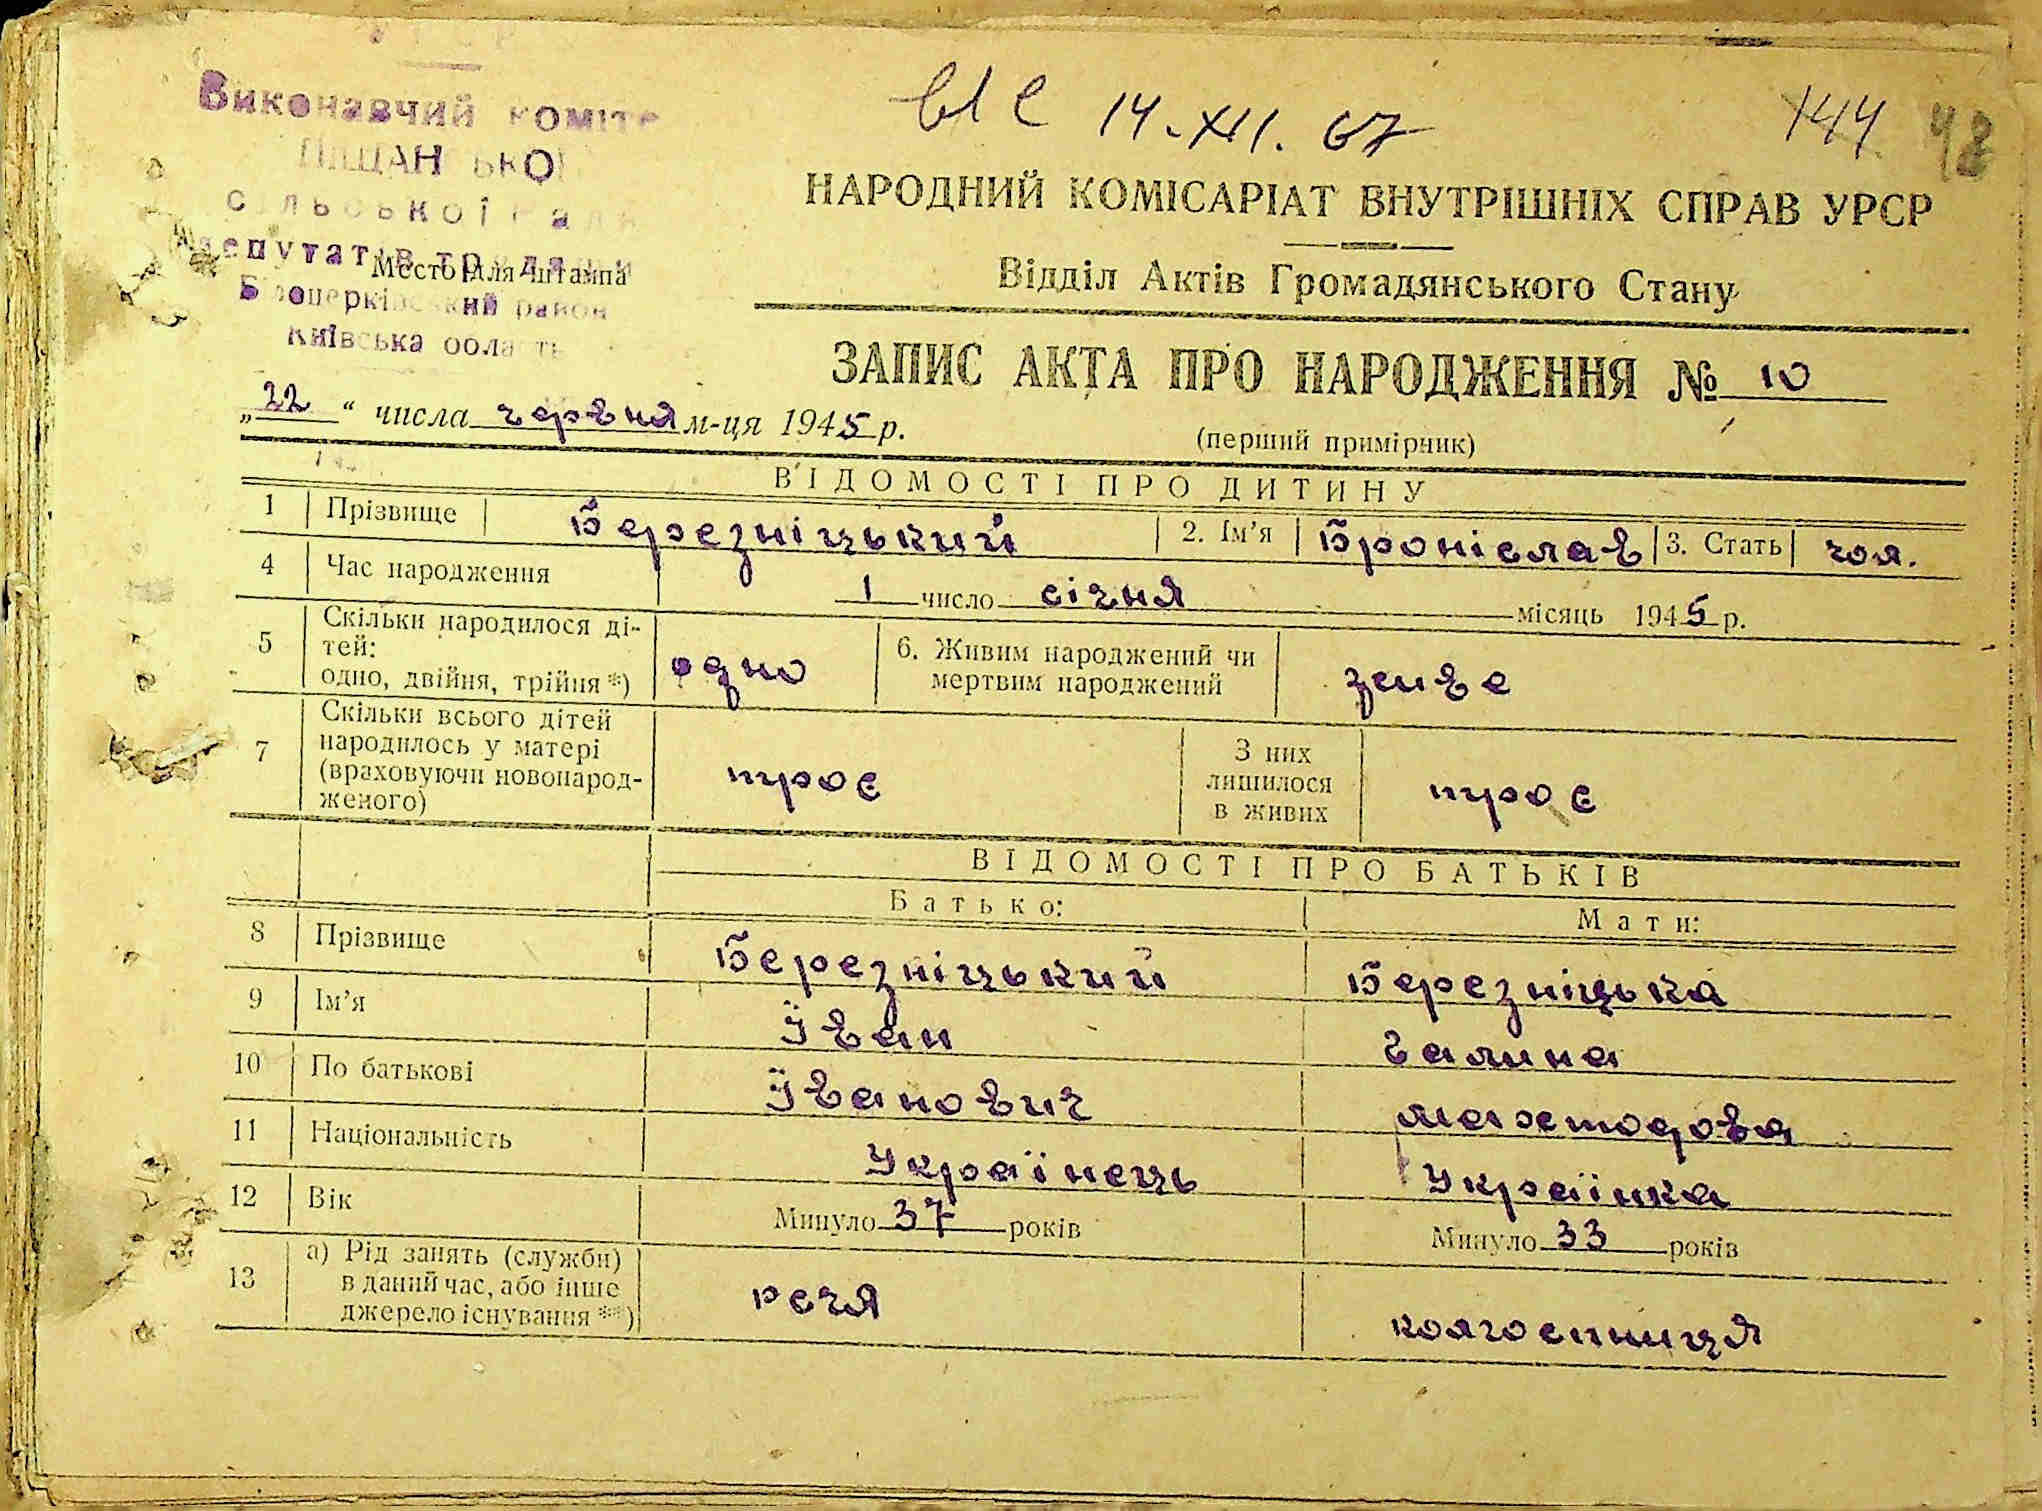 Виконавчий коміте
ПІЩАНСЬКОЇ
сільської Ради
депутатів трудящих
Білоцерківський район
Київська область
Место для штампа
14.XII.67
144 48
НАРОДНИЙ КОМІСАРІАТ ВНУТРІШНІХ СПРАВ УРСР
Відділ Актів Громадянського Стану
ЗАПИС АКТА ПРО НАРОДЖЕННЯ № 10
„22“ числа червня м-ця 1945 р.
(перший примірник)
ВІДОМОСТІ ПРО ДИТИНУ
1 Прізвище Березніцький 2. Ім’я Броніслав 3. Стать чол.
4 Час народження 1 число січня місяць 1945 р.
5 Скільки народилося ді-
тей:
одно, двійня, трійня *) одно 6. Живим народжений чи
мертвим народжений живе
7 Скільки всього дітей
народилось у матері
(враховуючи новонарод-
женого) троє З них
лишилося
в живих троє
ВІДОМОСТІ ПРО БАТЬКІВ
Батько: Мати:
8 Прізвище Березніцький Березніцька
9 Ім’я Іван Галина
10 По батькові Іванович
11 Національність Українець Українка
12 Вік Минуло 37 років Минуло 33 років
13 а) Рід занять (служби)
в даний час, або інше
джерело існування **) колгоспниця